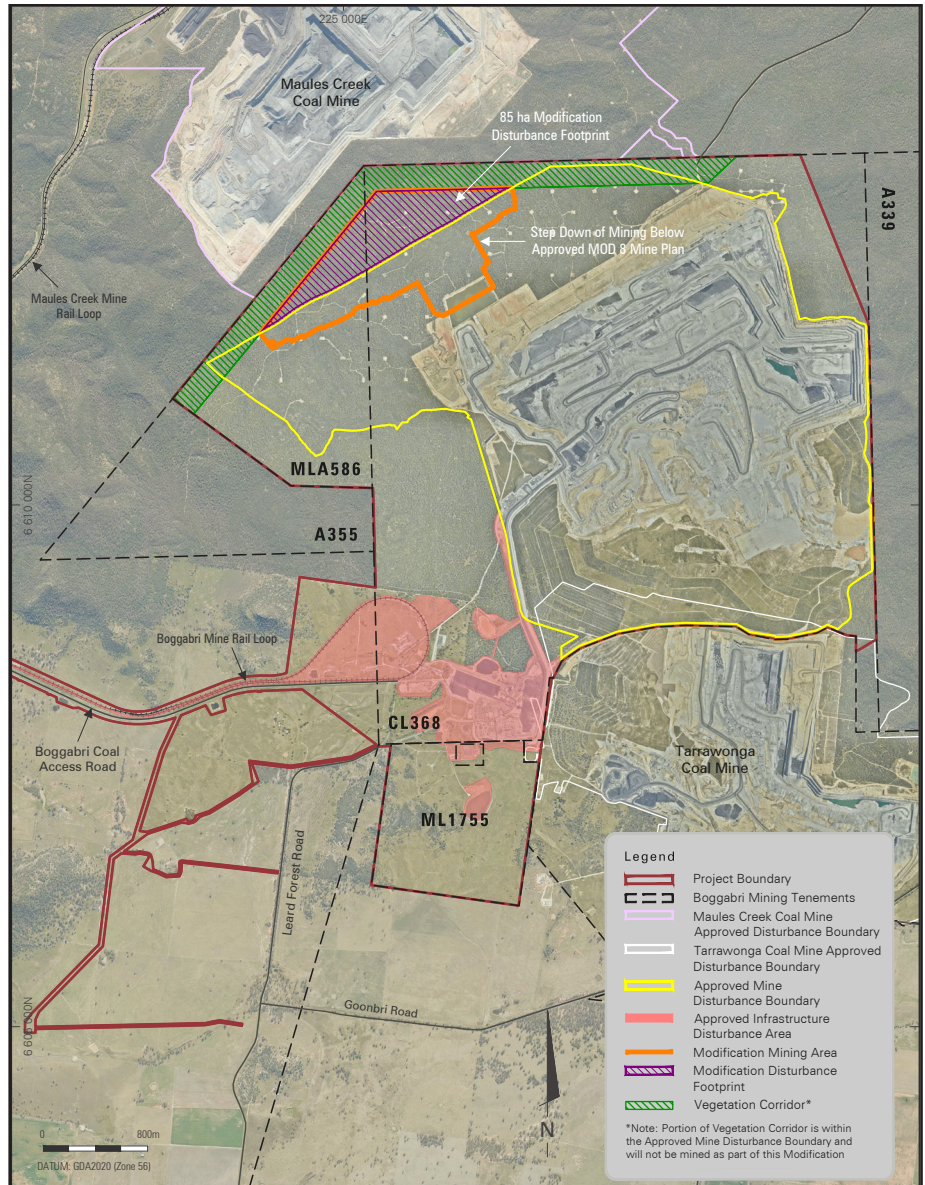 225 000E
Maules Creek
Coal Mine
85 ha Modification
Disturbance Footprint
A339
Step Down of Mining Below
Approved MOD 8 Mine Plan
Maules Creek Mine
Rail Loop
MLA586
6 610 000N
A355
Boggabri Mine Rail Loop
CL368
Boggabri Coal
Access Road
Tarrawonga
Coal Mine
ML1755
Leard Forest Road
Goonbri Road
6 605 000N
N
0 800m
DATUM: GDA2020 (Zone 56)
Legend
Project Boundary
Boggabri Mining Tenements
Maules Creek Coal Mine
Approved Disturbance Boundary
Tarrawonga Coal Mine Approved
Disturbance Boundary
Approved Mine
Disturbance Boundary
Approved Infrastructure
Disturbance Area
Modification Mining Area
Modification Disturbance
Footprint
Vegetation Corridor*
*Note: Portion of Vegetation Corridor is within
the Approved Mine Disturbance Boundary and
will not be mined as part of this Modification